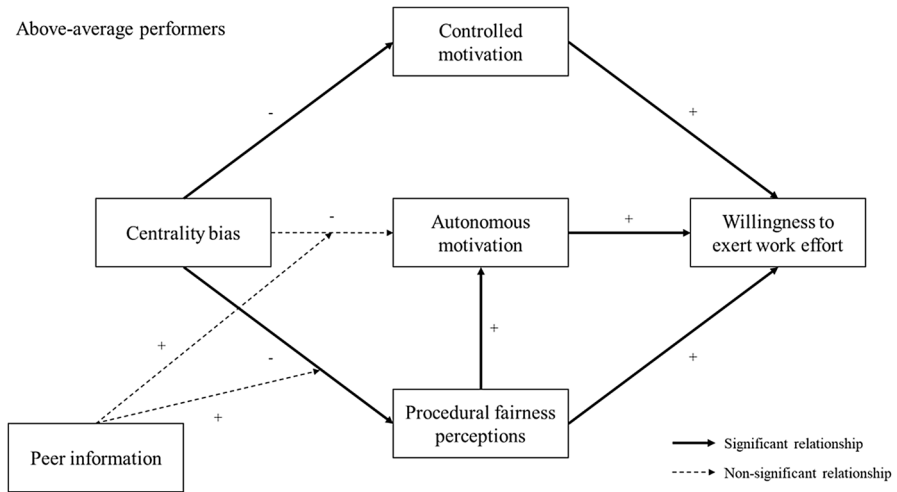 Above-average performers
Controlled
motivation
-
+
Centrality bias
-
Autonomous
motivation
+
Willingness to
exert work effort
+
-
+
+
+
Procedural fairness
perceptions
Peer information
Significant relationship
Non-significant relationship